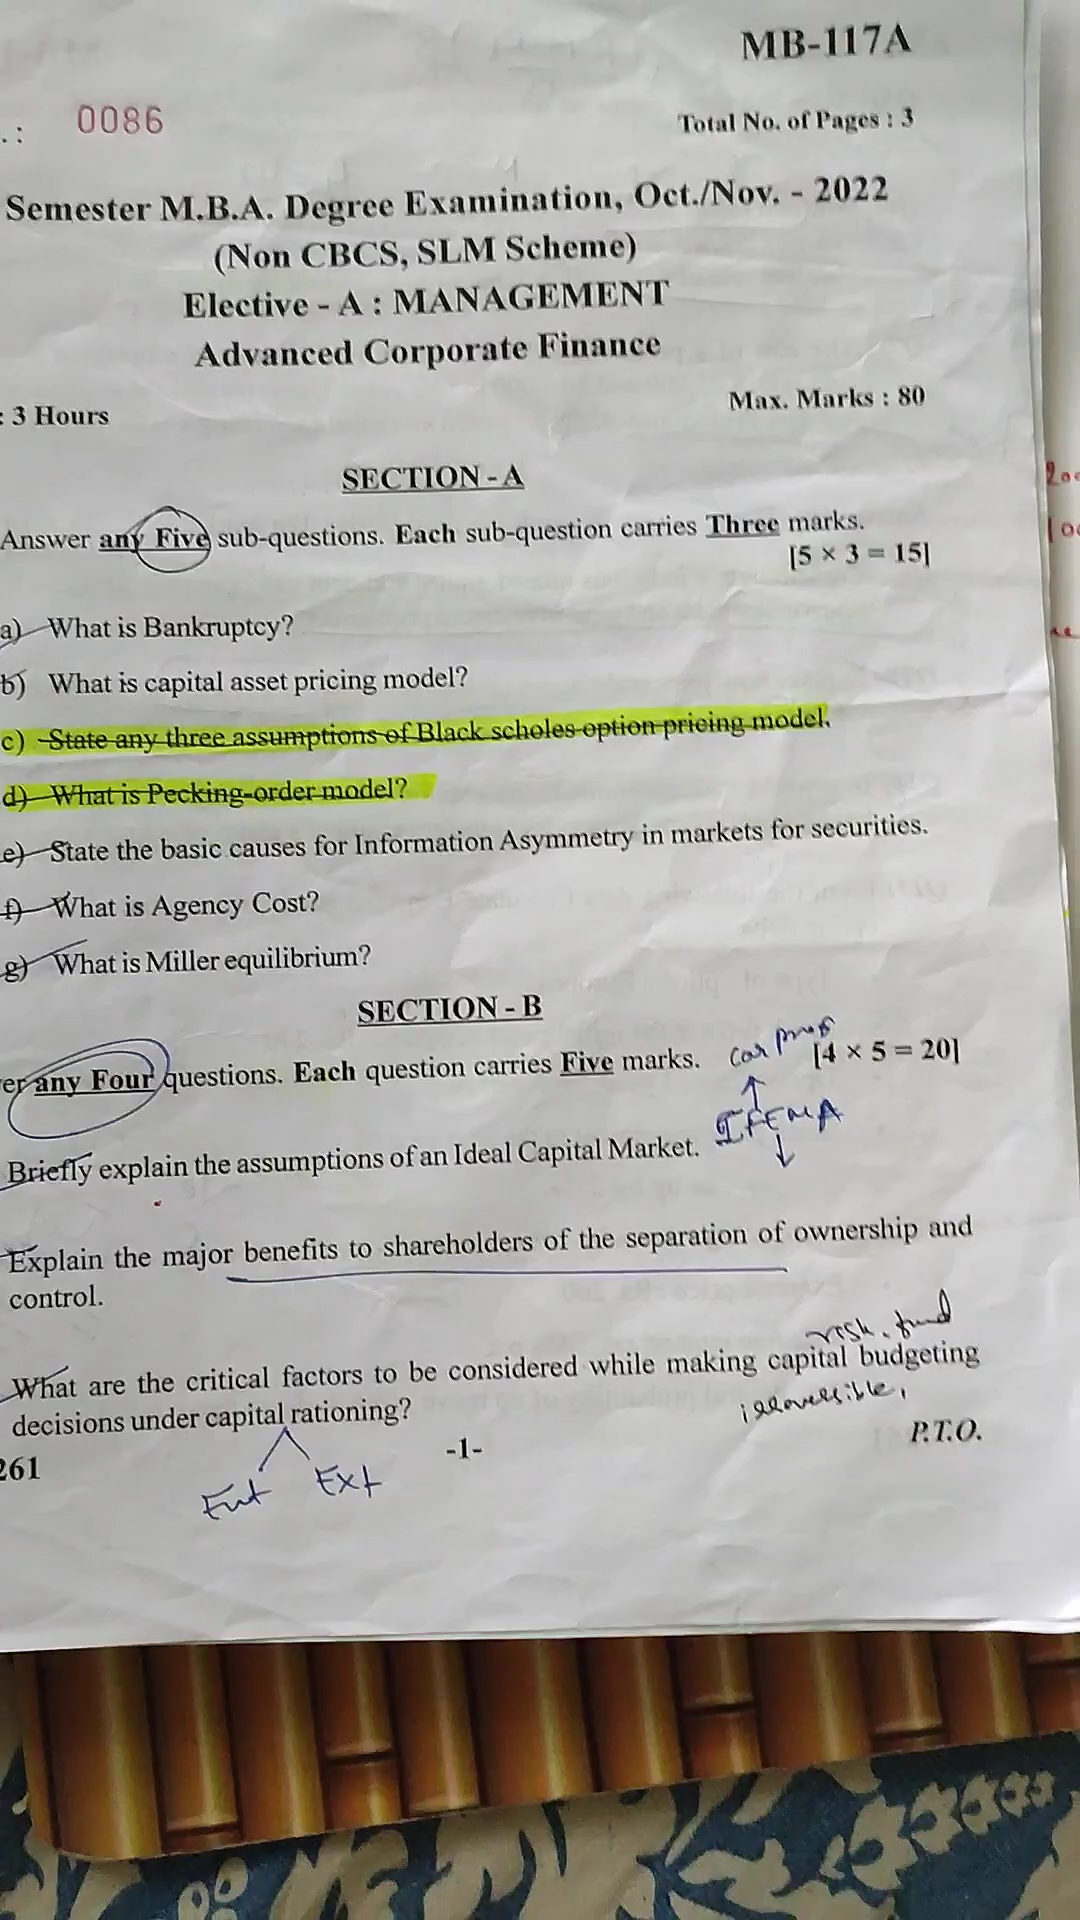 MB-117A
.: 0086
Total No. of Pages : 3
Semester M.B.A. Degree Examination, Oct./Nov. - 2022
(Non CBCS, SLM Scheme)
Elective - A : MANAGEMENT
Advanced Corporate Finance
: 3 Hours
Max. Marks : 80
SECTION - A
Answer any Five sub-questions. Each sub-question carries Three marks.
[5 × 3 = 15]
a) What is Bankruptcy?
b) What is capital asset pricing model?
c) State any three assumptions of Black scholes option pricing model.
d) What is Pecking-order model?
e) State the basic causes for Information Asymmetry in markets for securities.
f) What is Agency Cost?
g) What is Miller equilibrium?
SECTION - B
er any Four questions. Each question carries Five marks.
[4 × 5 = 20]
Briefly explain the assumptions of an Ideal Capital Market.
Explain the major benefits to shareholders of the separation of ownership and
control.
risk, fund
What are the critical factors to be considered while making capital budgeting
decisions under capital rationing?
P.T.O.
261
-1-
Ext